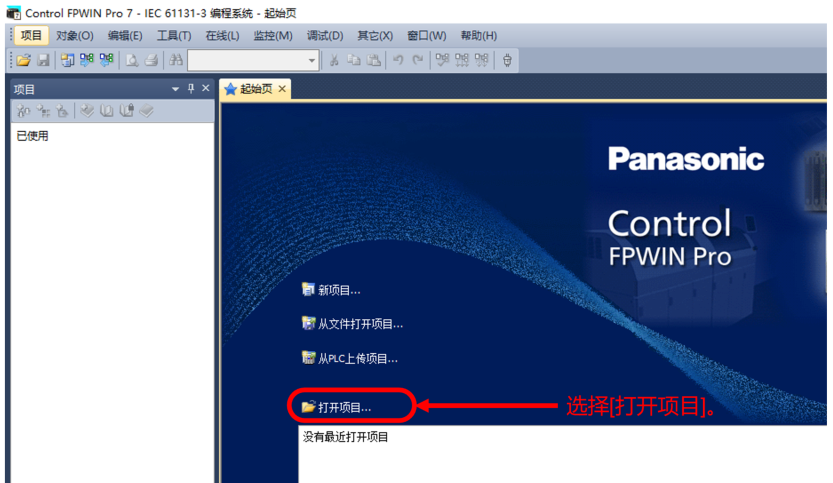 Control FPWIN Pro 7 - IEC 61131-3 编程系统 - 起始页
项目 对象(O) 编辑(E) 工具(T) 在线(L) 监控(M) 调试(D) 其它(X) 窗口(W) 帮助(H)
项目
起始页
已使用
Panasonic
Control
FPWIN Pro
新项目...
从文件打开项目...
从PLC上传项目...
打开项目...
选择[打开项目]。
没有最近打开项目